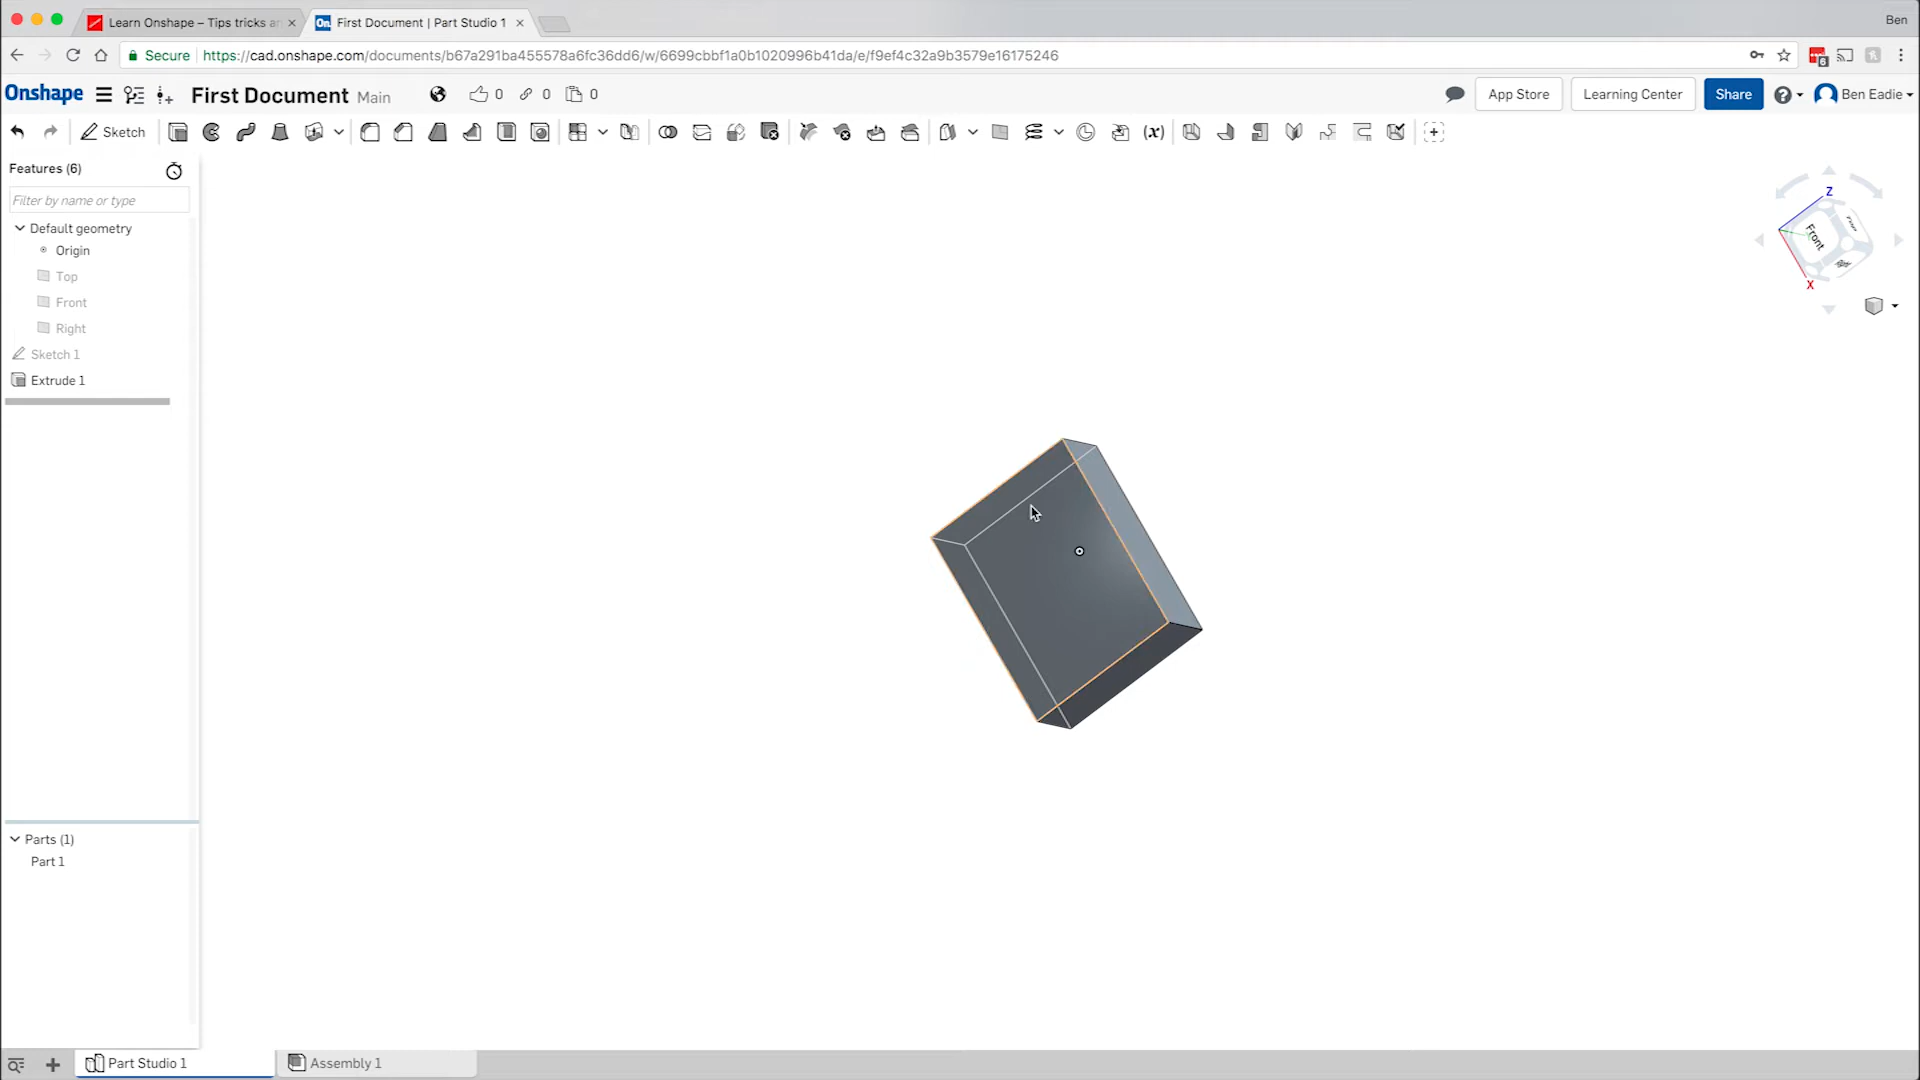 Learn Onshape – Tips tricks a
First Document | Part Studio 1
Ben
Secure
https://cad.onshape.com/documents/b67a291ba455578a6fc36dd6/w/6699cbbf1a0b1020996b41da/e/f9ef4c32a9b3579e16175246
6
Onshape
First Document Main
0
0
0
App Store
Learning Center
Share
Ben Eadie
Sketch
(x)
Features (6)
Filter by name or type
Default geometry
Origin
Top
Front
Right
Sketch 1
Extrude 1
Z
Front
Right
X
Parts (1)
Part 1
Part Studio 1
Assembly 1